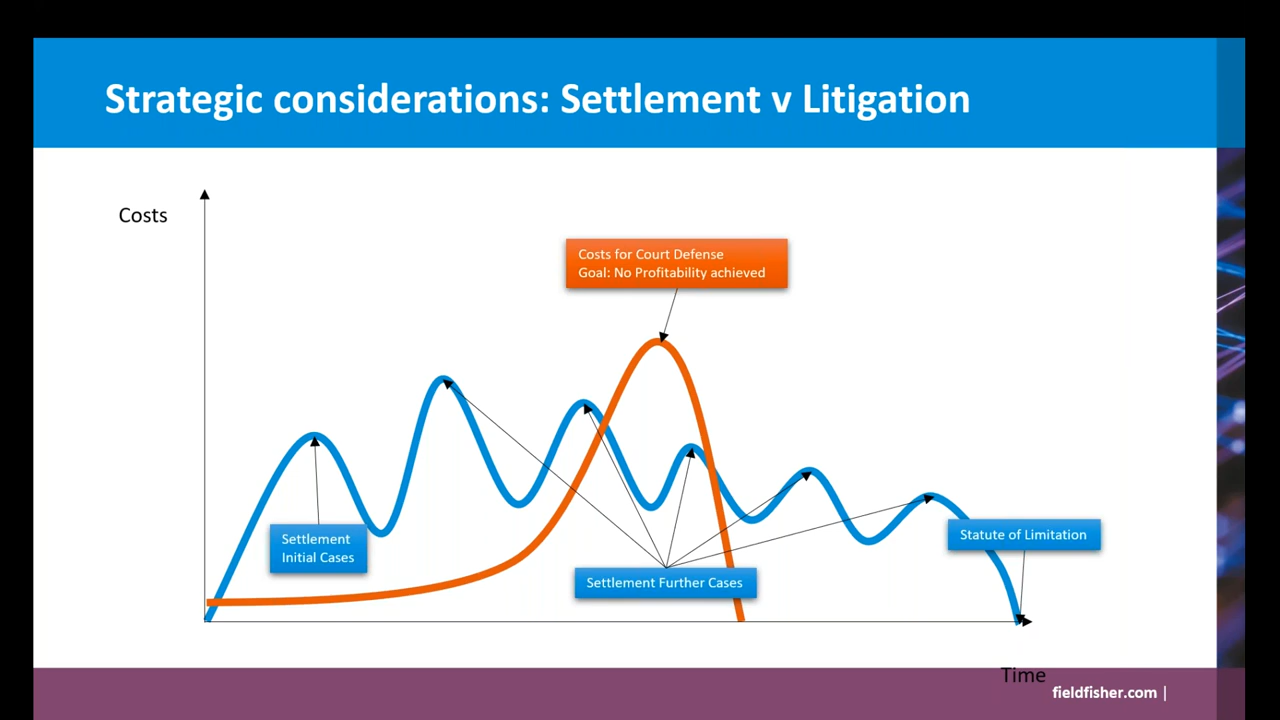 Strategic considerations: Settlement v Litigation
Costs
Costs for Court Defense
Goal: No Profitability achieved
Settlement
Initial Cases
Settlement Further Cases
Statute of Limitation
Time
fieldfisher.com |